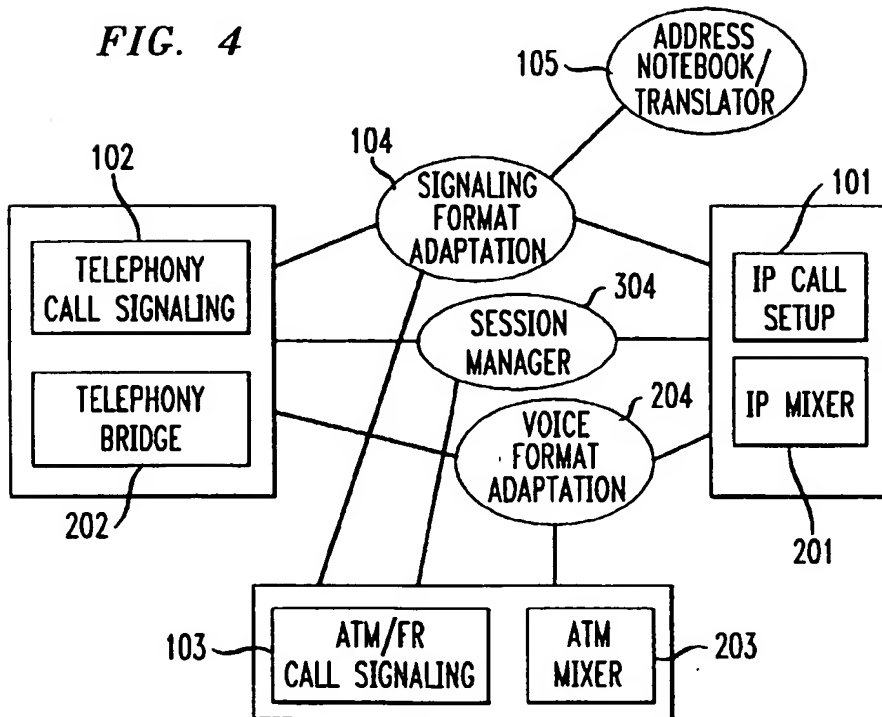 FIG. 4
105
ADDRESS
NOTEBOOK/
TRANSLATOR
102
104
SIGNALING
FORMAT
ADAPTATION
101
TELEPHONY
CALL SIGNALING
304
SESSION
MANAGER
IP CALL
SETUP
TELEPHONY
BRIDGE
204
VOICE
FORMAT
ADAPTATION
IP MIXER
202
201
103
ATM/FR
CALL SIGNALING
ATM
MIXER
203